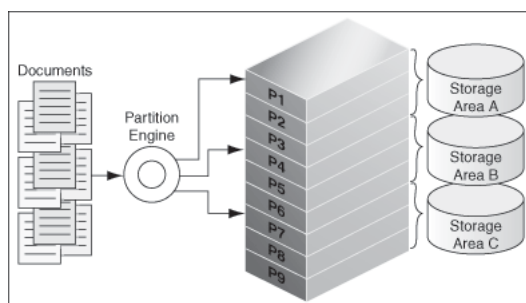 Documents
Partition
Engine
P1
P2
P3
P4
P5
P6
P7
P8
P9
Storage
Area A
Storage
Area B
Storage
Area C